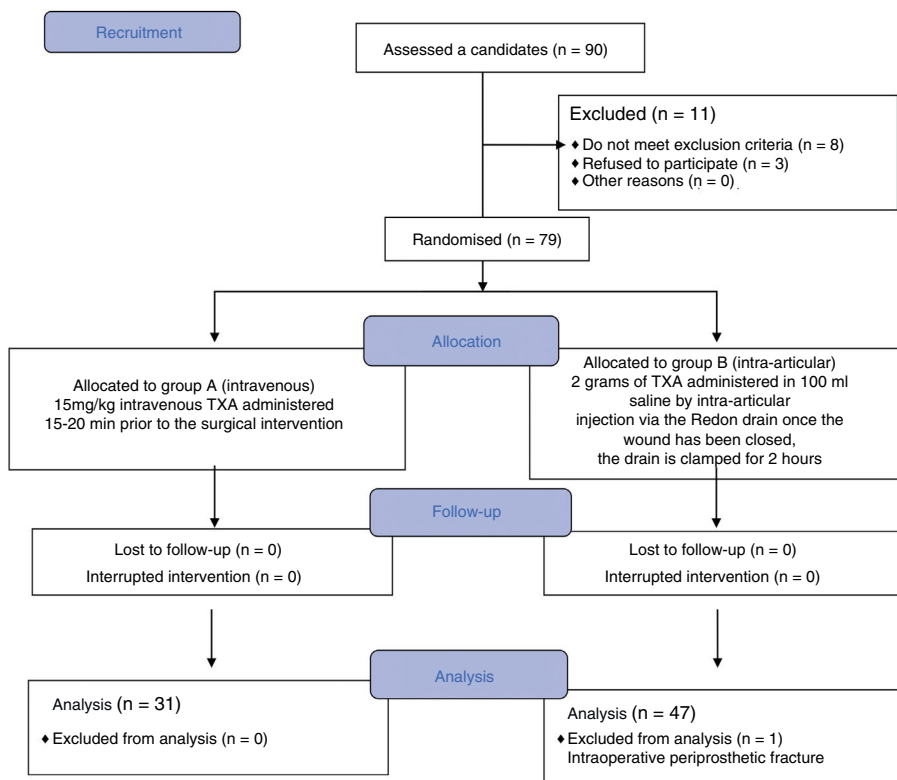 Recruitment
Assessed a candidates (n = 90)
Excluded (n = 11)
♦ Do not meet exclusion criteria (n = 8)
♦ Refused to participate (n = 3)
♦ Other reasons (n = 0) .
Randomised (n = 79)
Allocation
Allocated to group A (intravenous)
15mg/kg intravenous TXA administered
15-20 min prior to the surgical intervention
Allocated to group B (intra-articular)
2 grams of TXA administered in 100 ml
saline by intra-articular
injection via the Redon drain once the
wound has been closed,
the drain is clamped for 2 hours
Follow-up
Lost to follow-up (n = 0)
Interrupted intervention (n = 0)
Lost to follow-up (n = 0)
Interrupted intervention (n = 0)
Analysis
Analysis (n = 31)
♦ Excluded from analysis (n = 0)
Analysis (n = 47)
♦ Excluded from analysis (n = 1)
Intraoperative periprosthetic fracture